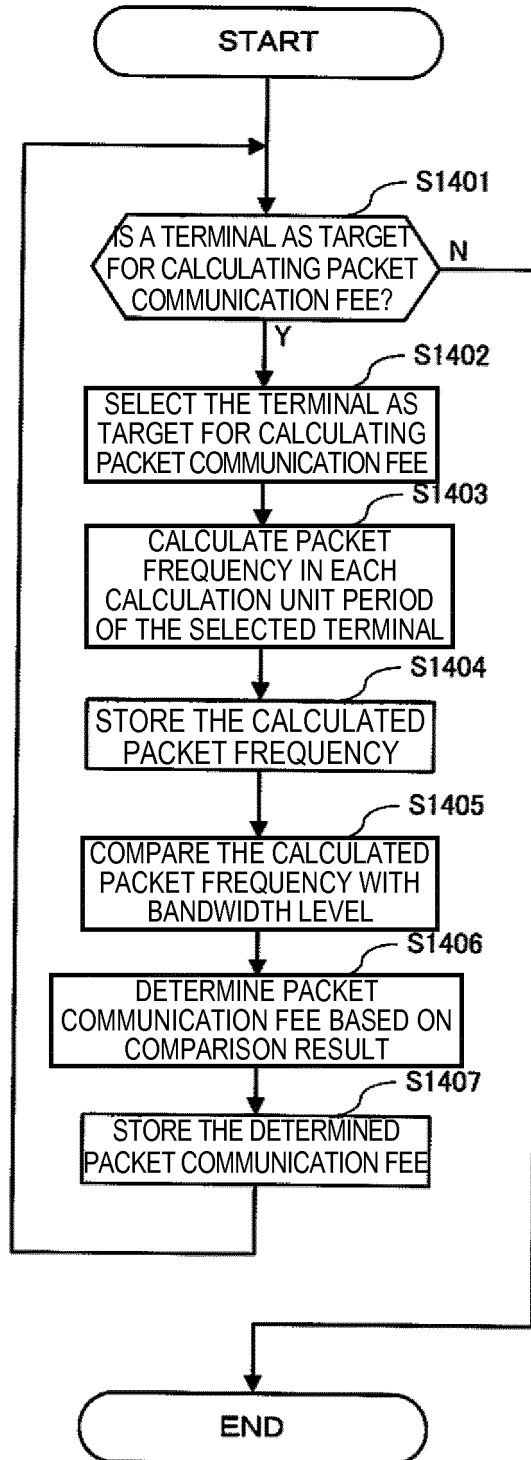 START
S1401
IS A TERMINAL AS TARGET
FOR CALCULATING PACKET
COMMUNICATION FEE?
N
Y
S1402
SELECT THE TERMINAL AS
TARGET FOR CALCULATING
PACKET COMMUNICATION FEE
S1403
CALCULATE PACKET
FREQUENCY IN EACH
CALCULATION UNIT PERIOD
OF THE SELECTED TERMINAL
S1404
STORE THE CALCULATED
PACKET FREQUENCY
S1405
COMPARE THE CALCULATED
PACKET FREQUENCY WITH
BANDWIDTH LEVEL
S1406
DETERMINE PACKET
COMMUNICATION FEE BASED ON
COMPARISON RESULT
S1407
STORE THE DETERMINED
PACKET COMMUNICATION FEE
END